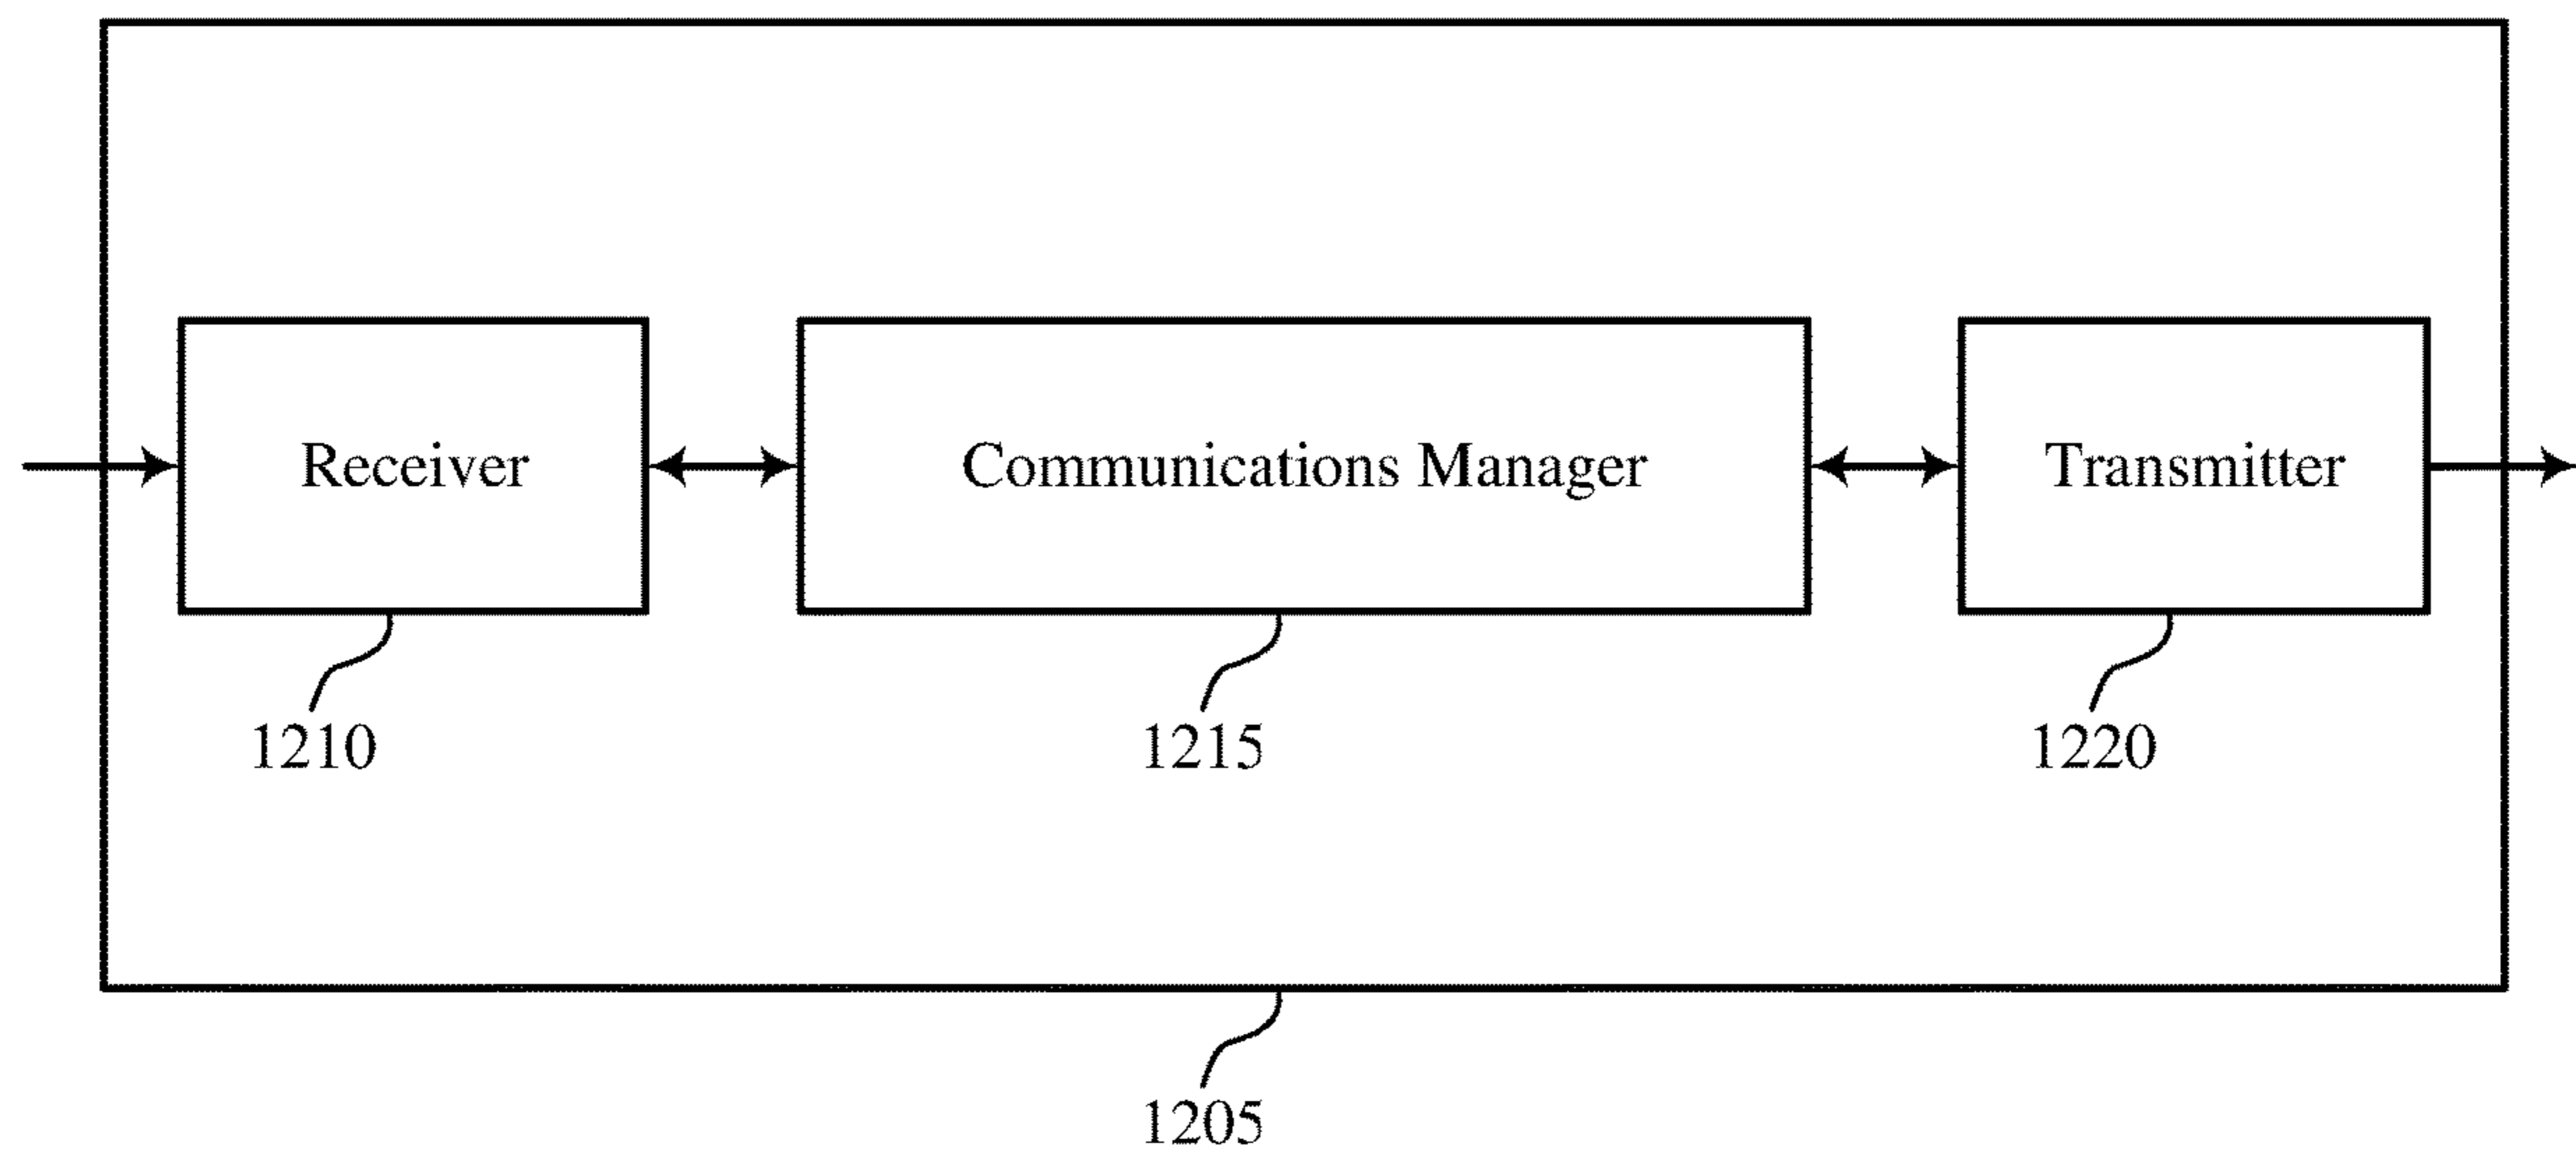 Receiver
Communications Manager
Transmitter
1210
1215
1220
1205